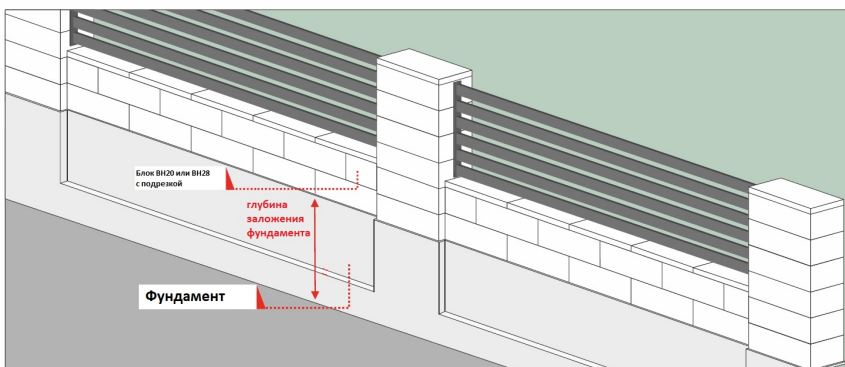 Блок ВН20 или ВН28
с подрезкой
глубина
заложения
фундамента
Фундамент